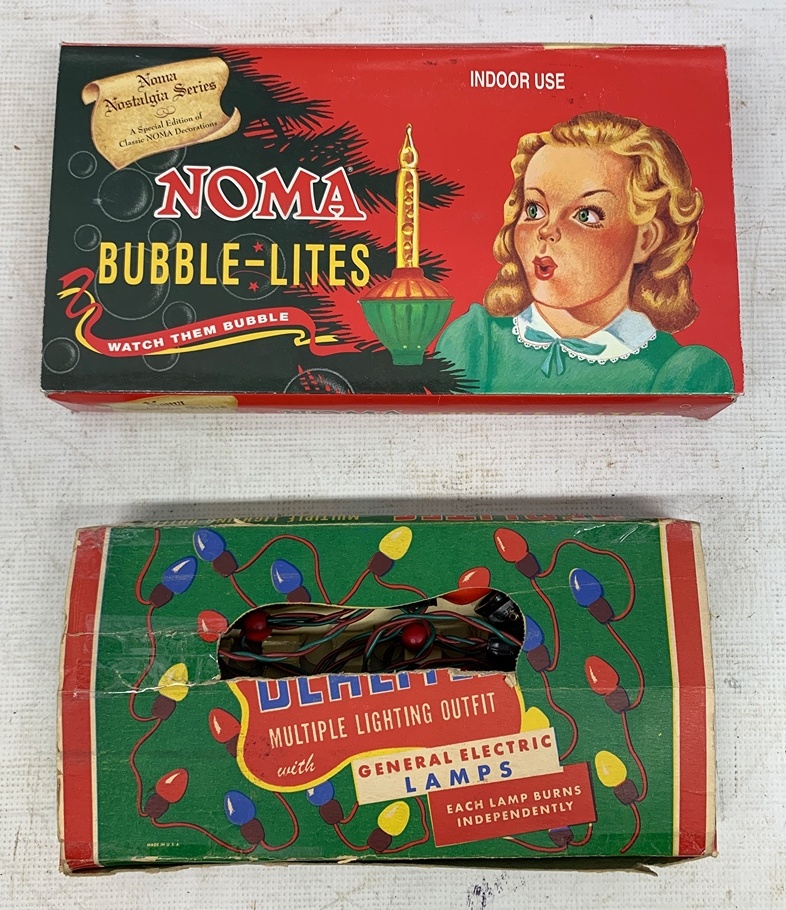 Noma
Nostalgia Series
A Special Edition of
Classic NOMA Decorations
INDOOR USE
NOMA®
BUBBLE-LITES
WATCH THEM BUBBLE
NOMA
MULTIPLE LIGHTING OUTFIT
with
GENERAL ELECTRIC
LAMPS
EACH LAMP BURNS
INDEPENDENTLY
MADE IN U.S.A.